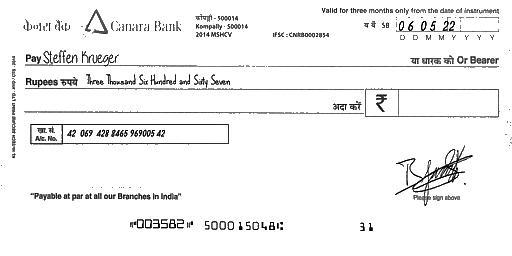 Valid for three months only from the date of instrument
केनरा बैंक Canara Bank
कोंपल्ली - 500014
Kompally - 500014
2014 MSHCV
IFSC : CNRB0002854
SB 06 05 22
D D M M Y Y Y Y
Pay Steffen Krueger
या धारक को Or Bearer
Rupees रुपये Three Thousand Six Hundred and Sixty Seven
अदा करें ₹
खा. सं.
A/c. No. 42 069 428 8465 969005 42
Please sign above
"Payable at par at all our Branches in India"
⑈003582⑈ 500015048⑆ 31